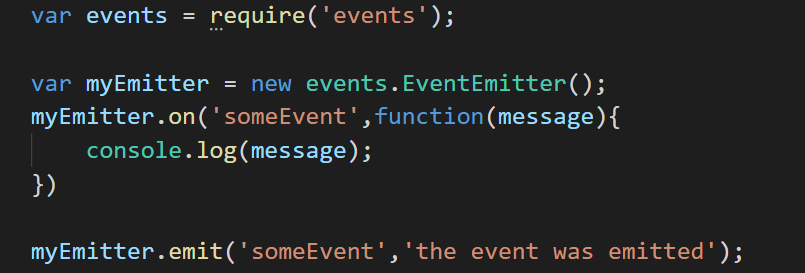 var events = require('events');
var myEmitter = new events.EventEmitter();
myEmitter.on('someEvent',function(message){
    console.log(message);
})
myEmitter.emit('someEvent','the event was emitted');